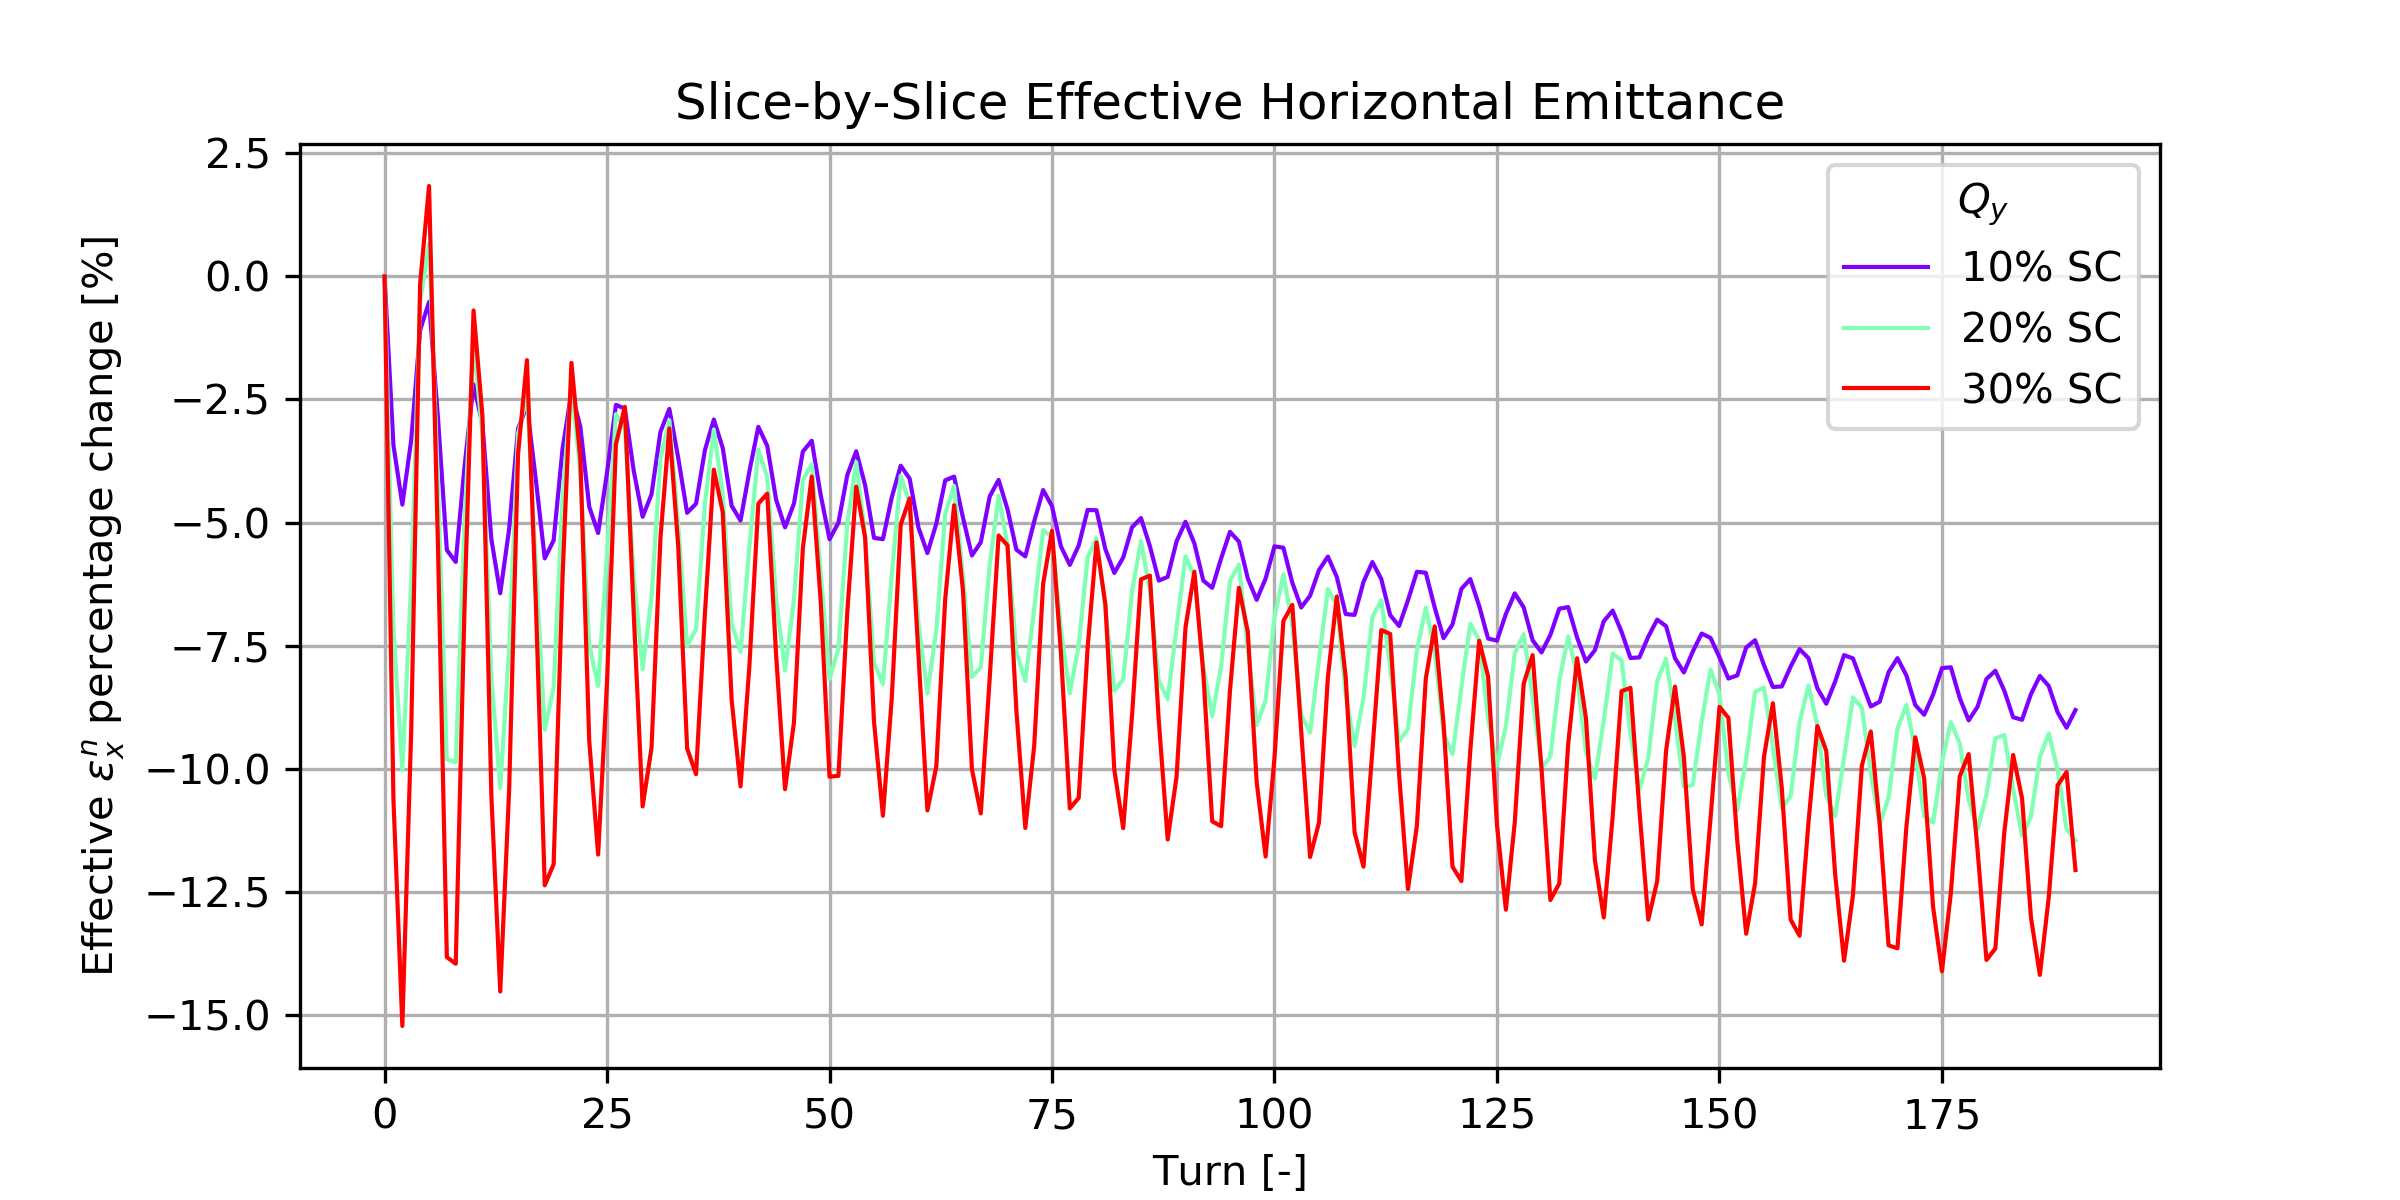 Slice-by-Slice Effective Horizontal Emittance
Effective ε_x^n percentage change [%]
2.5
0.0
−2.5
−5.0
−7.5
−10.0
−12.5
−15.0
Q_y
10% SC
20% SC
30% SC
0 25 50 75 100 125 150 175
Turn [-]